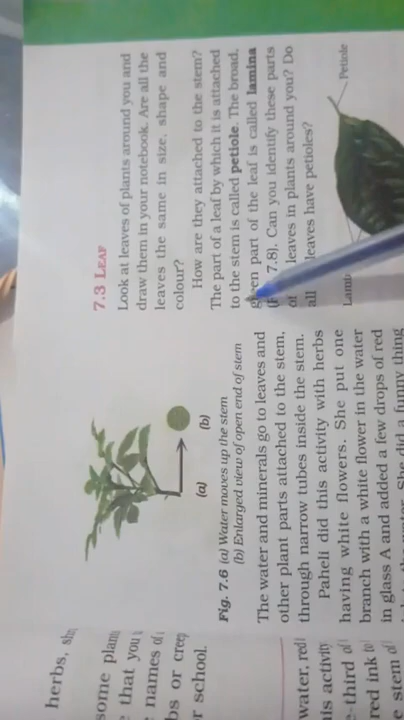 herbs,
some
that you
names of
or
r school.
water, red
activity
third of
red ink to
stem of
(a)
(b)
Fig. 7.6 (a) Water moves up the stem
(b) Enlarged view of open end of stem
The water and minerals go to leaves and
other plant parts attached to the stem,
through narrow tubes inside the stem.
Paheli did this activity with herbs
having white flowers. She put one
branch with a white flower in the water
in glass A and added a few drops of red
the water. She did a funny thing
7.3 LEAF
Look at leaves of plants around you and
draw them in your notebook. Are all the
leaves the same in size, shape and
colour?
How are they attached to the stem?
The part of a leaf by which it is attached
to the stem is called petiole. The broad,
green part of the leaf is called lamina
7.8). Can you identify these parts
leaves in plants around you? Do
all leaves have petioles?
Petiole